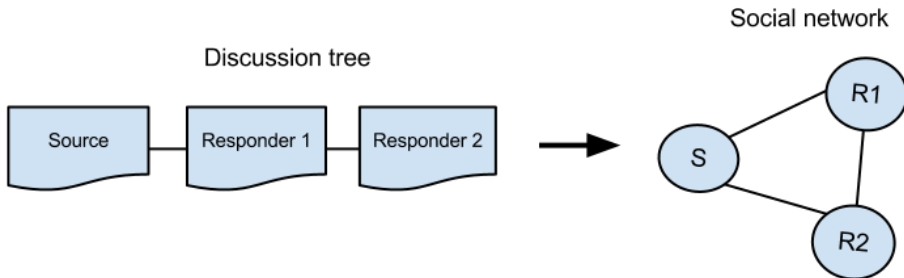 Social network
Discussion tree
Source
Responder 1
Responder 2
R1
S
R2